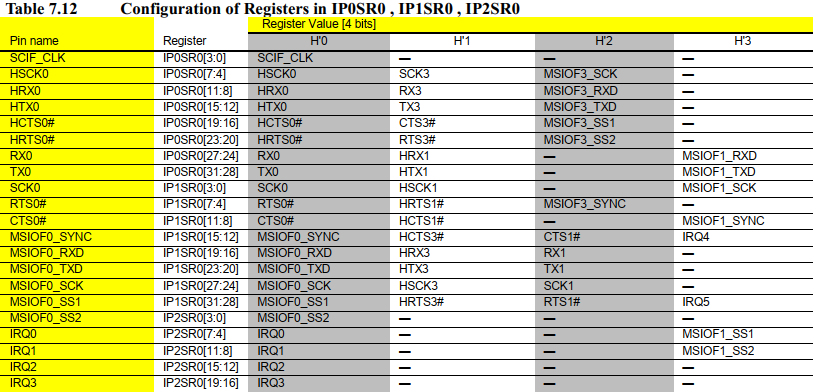 Table 7.12 Configuration of Registers in IP0SR0 , IP1SR0 , IP2SR0
Register Value [4 bits]
Pin name Register H'0 H'1 H'2 H'3
SCIF_CLK IP0SR0[3:0] SCIF_CLK — — —
HSCK0 IP0SR0[7:4] HSCK0 SCK3 MSIOF3_SCK —
HRX0 IP0SR0[11:8] HRX0 RX3 MSIOF3_RXD —
HTX0 IP0SR0[15:12] HTX0 TX3 MSIOF3_TXD —
HCTS0# IP0SR0[19:16] HCTS0# CTS3# MSIOF3_SS1 —
HRTS0# IP0SR0[23:20] HRTS0# RTS3# MSIOF3_SS2 —
RX0 IP0SR0[27:24] RX0 HRX1 — MSIOF1_RXD
TX0 IP0SR0[31:28] TX0 HTX1 — MSIOF1_TXD
SCK0 IP1SR0[3:0] SCK0 HSCK1 — MSIOF1_SCK
RTS0# IP1SR0[7:4] RTS0# HRTS1# MSIOF3_SYNC —
CTS0# IP1SR0[11:8] CTS0# HCTS1# — MSIOF1_SYNC
MSIOF0_SYNC IP1SR0[15:12] MSIOF0_SYNC HCTS3# CTS1# IRQ4
MSIOF0_RXD IP1SR0[19:16] MSIOF0_RXD HRX3 RX1 —
MSIOF0_TXD IP1SR0[23:20] MSIOF0_TXD HTX3 TX1 —
MSIOF0_SCK IP1SR0[27:24] MSIOF0_SCK HSCK3 SCK1 —
MSIOF0_SS1 IP1SR0[31:28] MSIOF0_SS1 HRTS3# RTS1# IRQ5
MSIOF0_SS2 IP2SR0[3:0] MSIOF0_SS2 — — —
IRQ0 IP2SR0[7:4] IRQ0 — — MSIOF1_SS1
IRQ1 IP2SR0[11:8] IRQ1 — — MSIOF1_SS2
IRQ2 IP2SR0[15:12] IRQ2 — — —
IRQ3 IP2SR0[19:16] IRQ3 — — —